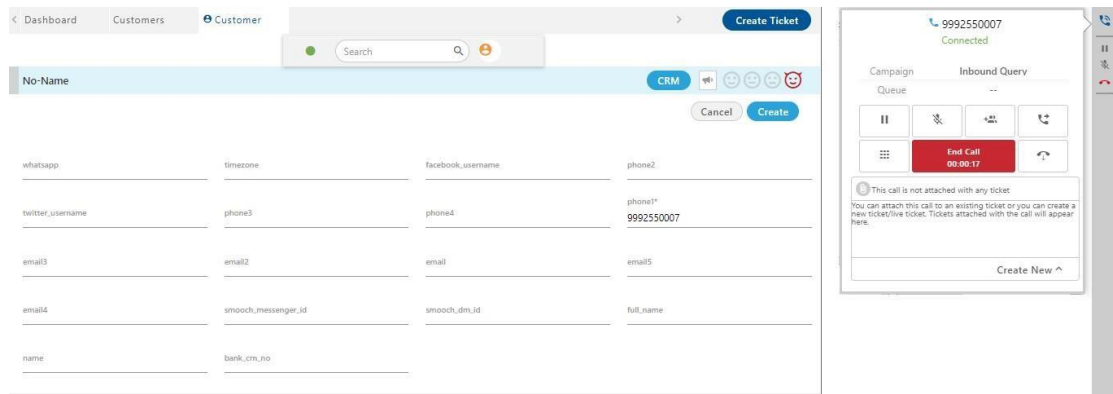 Dashboard Customers Customer Create Ticket
Search
No-Name CRM
Cancel Create
whatsapp timezone facebook_username phone2
twitter_username phone3 phone4 phone1*
9992550007
email3 email2 email email5
email4 smooch_messenger_id smooch_dm_id full_name
name bank_crn_no
9992550007
Connected
Campaign Inbound Query
Queue --
End Call
00:00:17
This call is not attached with any ticket
You can attach this call to an existing ticket or you can create a
new ticket/live ticket. Tickets attached with the call will appear
here.
Create New